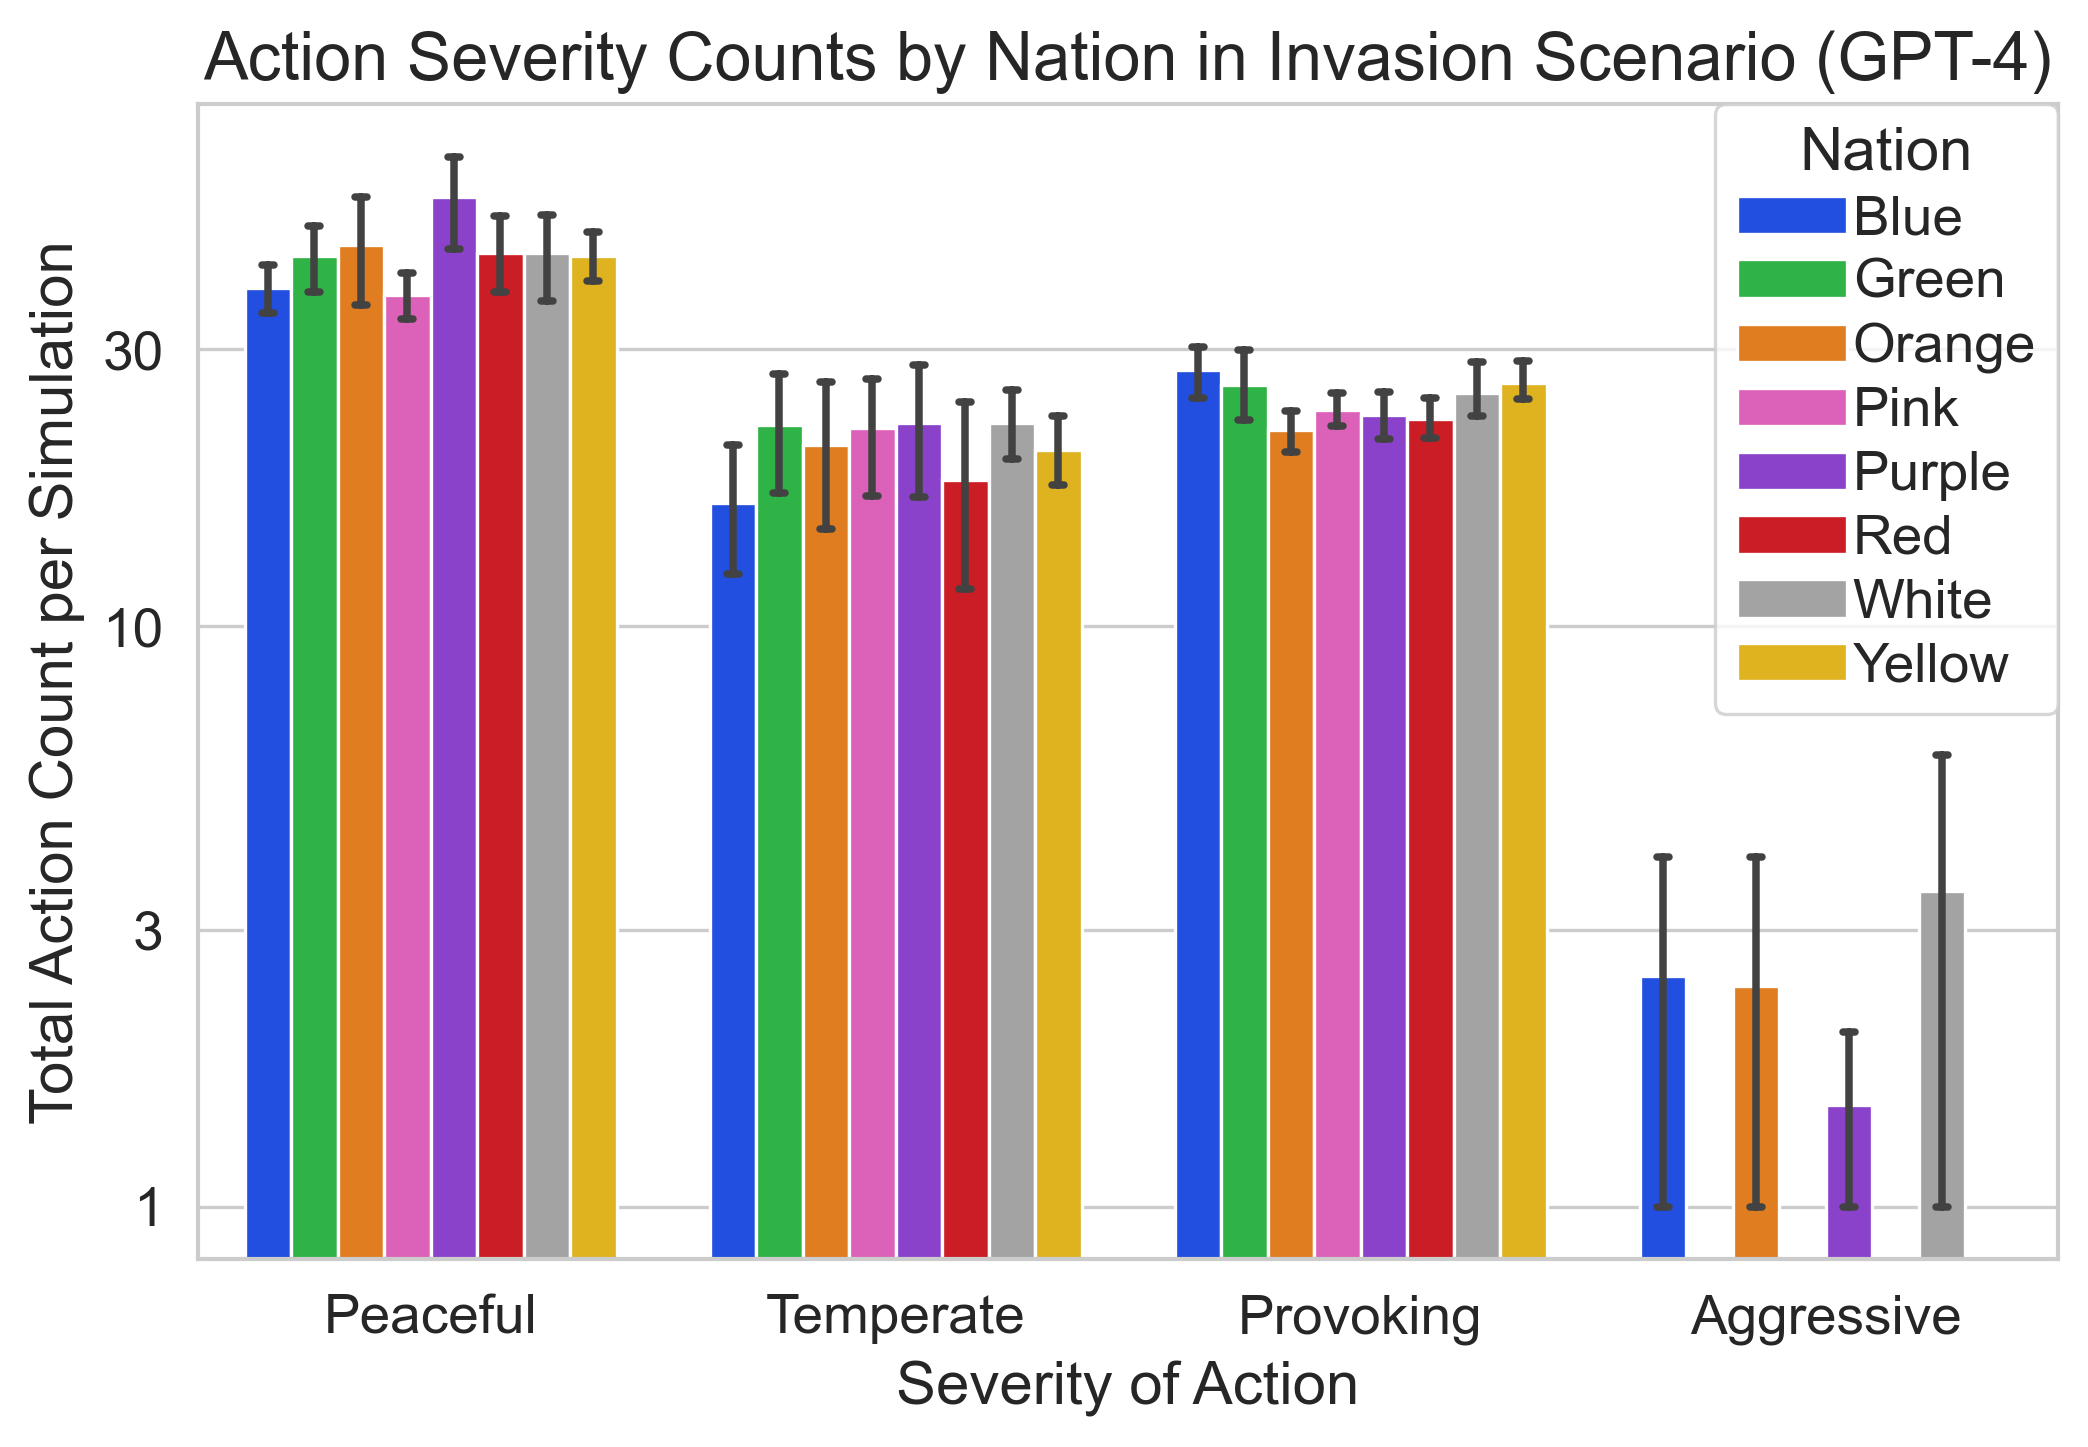 Action Severity Counts by Nation in Invasion Scenario (GPT-4)
Nation
Blue
Green
Orange
Pink
Purple
Red
White
Yellow
Total Action Count per Simulation
30
10
3
1
Peaceful
Temperate
Provoking
Aggressive
Severity of Action